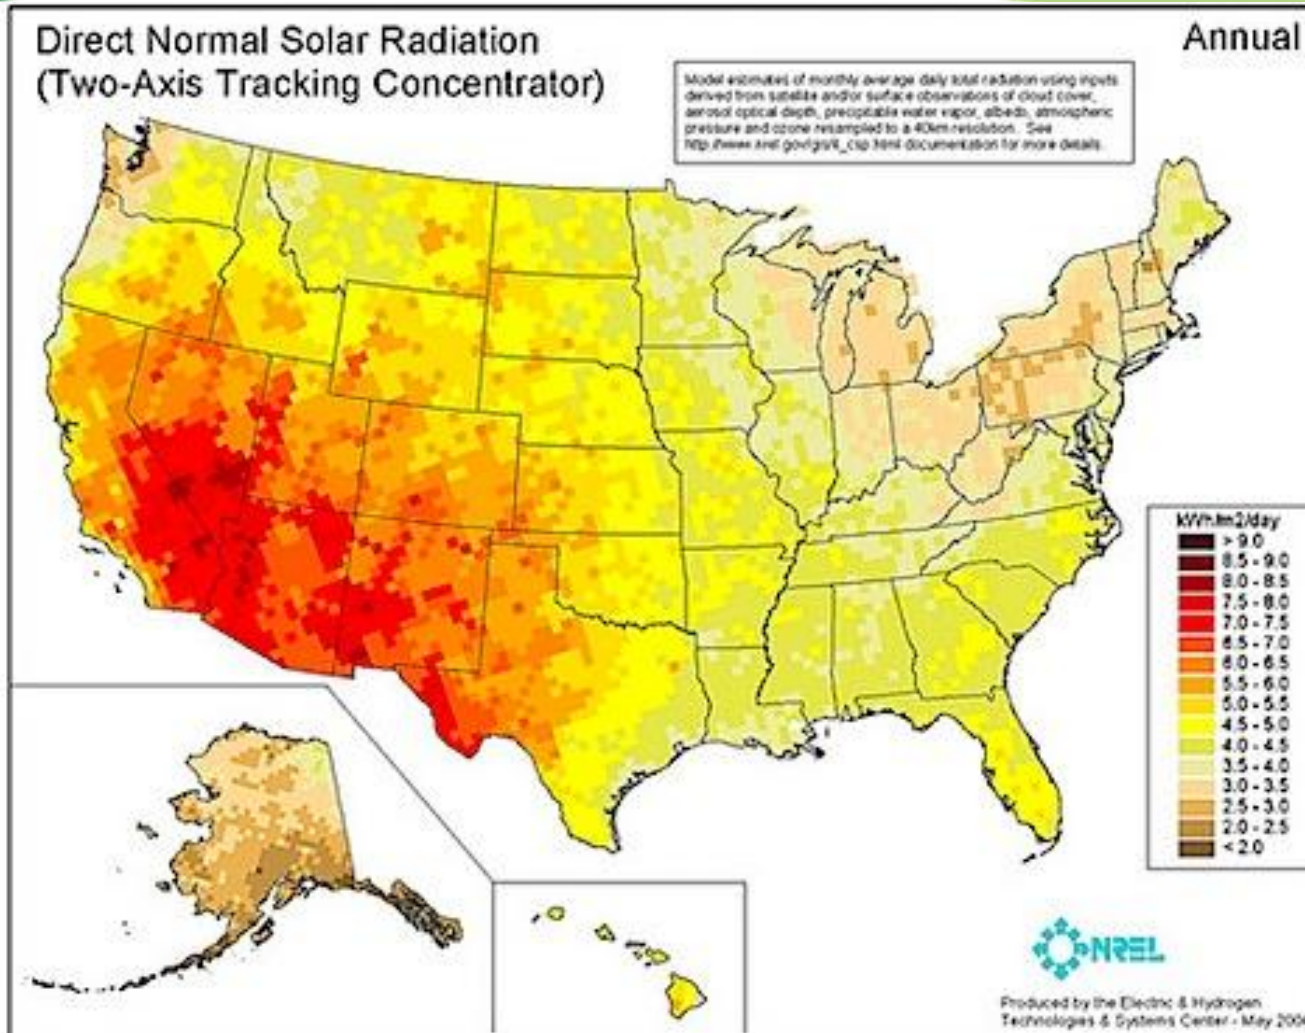 Direct Normal Solar Radiation
(Two-Axis Tracking Concentrator)
Annual
Model estimates of monthly average daily total radiation using inputs
derived from satellite and/or surface observations of cloud cover,
aerosol optical depth, precipitable water vapor, albedo, atmospheric
pressure and ozone resampled to a 40km resolution. See
documentation for more details.
kWh/m2/day
> 9.0
8.5 - 9.0
8.0 - 8.5
7.5 - 8.0
7.0 - 7.5
6.5 - 7.0
6.0 - 6.5
5.5 - 6.0
5.0 - 5.5
4.5 - 5.0
4.0 - 4.5
3.5 - 4.0
3.0 - 3.5
2.5 - 3.0
2.0 - 2.5
< 2.0
NREL
Produced by the Electric & Hydrogen
Technologies & Systems Center - May